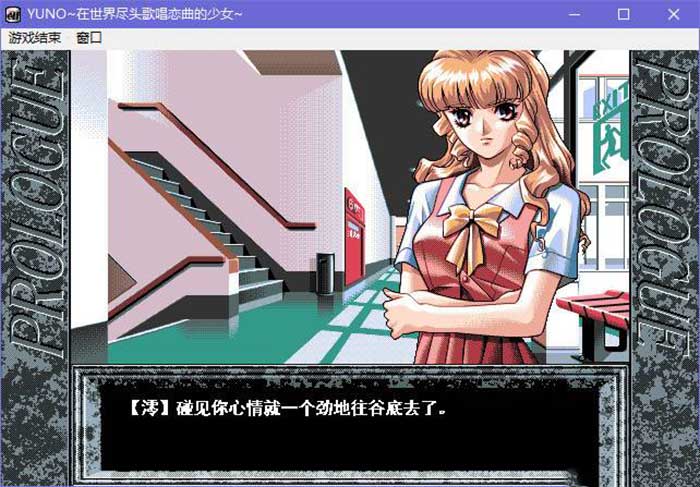 YUNO~在世界尽头歌唱恋曲的少女~
游戏结束 窗口
PROLOGUE
EXIT
PROLOGUE
【澪】碰见你心情就一个劲地往谷底去了。